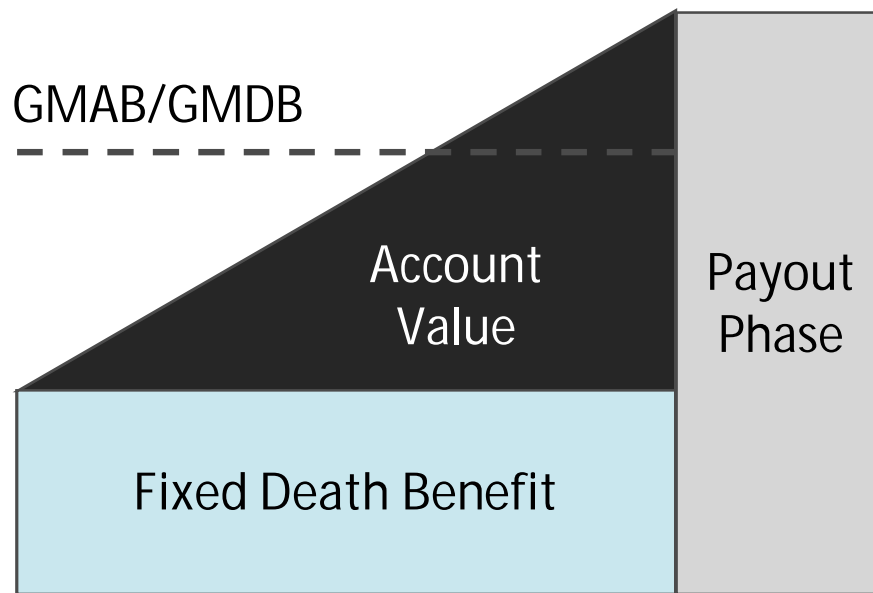 GMAB/GMDB
Account
Value
Payout
Phase
Fixed Death Benefit